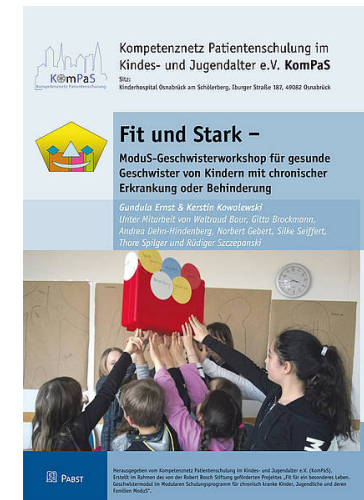 Kompetenznetz Patientenschulung im
Kindes- und Jugendalter e.V. KomPaS
Sitz:
Kinderhospital Osnabrück am Schölerberg, Iburger Straße 187, 49082 Osnabrück
KomPaS
Kompetenznetz Patientenschulung
Fit und Stark –
ModuS-Geschwisterworkshop für gesunde
Geschwister von Kindern mit chronischer
Erkrankung oder Behinderung
Gundula Ernst & Kerstin Kowalewski
Unter Mitarbeit von Waltraud Baur, Gitta Brockmann,
Andrea Dehn-Hindenberg, Norbert Gebert, Silke Seiffert,
Thore Spilger und Rüdiger Szczepanski
PABST
Herausgegeben vom Kompetenznetz Patientenschulung im Kindes- und Jugendalter e.V. (KomPaS),
Erstellt im Rahmen des von der Robert Bosch Stiftung geförderten Projektes „Fit für ein besonderes Leben:
Geschwistermodul im Modularen Schulungsprogramm für chronisch kranke Kinder, Jugendliche und deren
Familien ModuS".